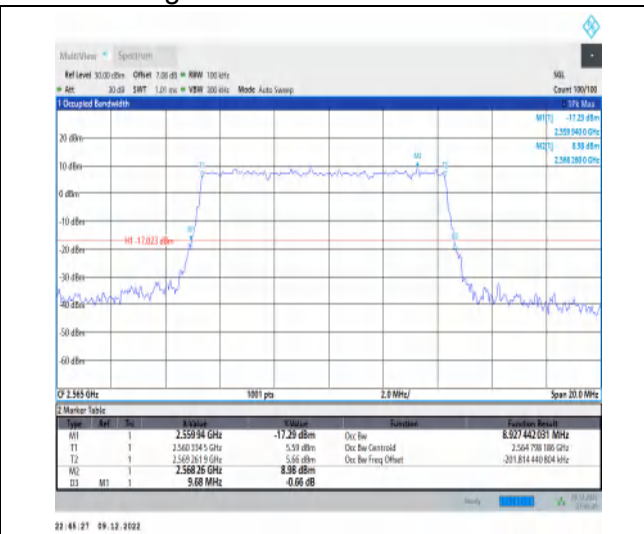 MultiView Spectrum
Ref Level 30.00 dBm Offset 7.00 dB RBW 100 kHz SGL
Att 30 dB SWT 1.01 ms VBW 300 kHz Mode Auto Sweep Count 100/100
1 Occupied Bandwidth 1Pk Max
M1[1] -17.29 dBm
2.559 940 0 GHz
M2[1] 8.98 dBm
2.568 260 0 GHz
20 dBm
10 dBm
0 dBm
-10 dBm
-20 dBm
-30 dBm
-40 dBm
-50 dBm
-60 dBm
T1
M2
T2
M1
H1 -17.023 dBm
CF 2.565 GHz 1001 pts 2.0 MHz/ Span 20.0 MHz
2 Marker Table
Type Ref Trc X-Value Y-Value Function Function Result
M1 1 2.55994 GHz -17.29 dBm Occ Bw 8.927 442 031 MHz
T1 1 2.560 334 5 GHz 5.59 dBm Occ Bw Centroid 2.564 798 186 GHz
T2 1 2.569 261 9 GHz 5.66 dBm Occ Bw Freq Offset -201.814 440 804 kHz
M2 1 2.568 26 GHz 8.98 dBm
D3 M1 1 9.68 MHz -0.66 dB
Ready
22:45:27 09.12.2022